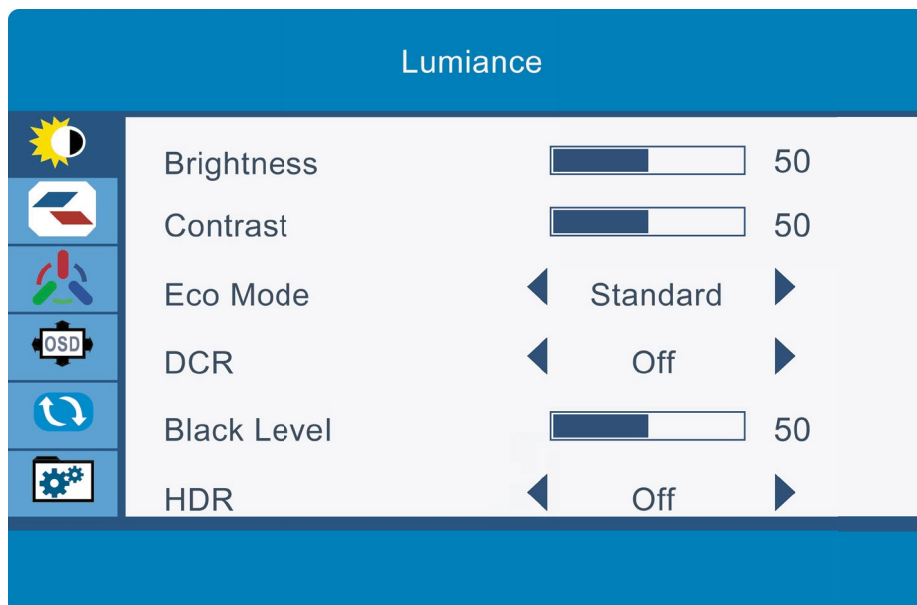 Lumiance
Brightness 50
Contrast 50
Eco Mode Standard
OSD
DCR Off
Black Level 50
HDR Off